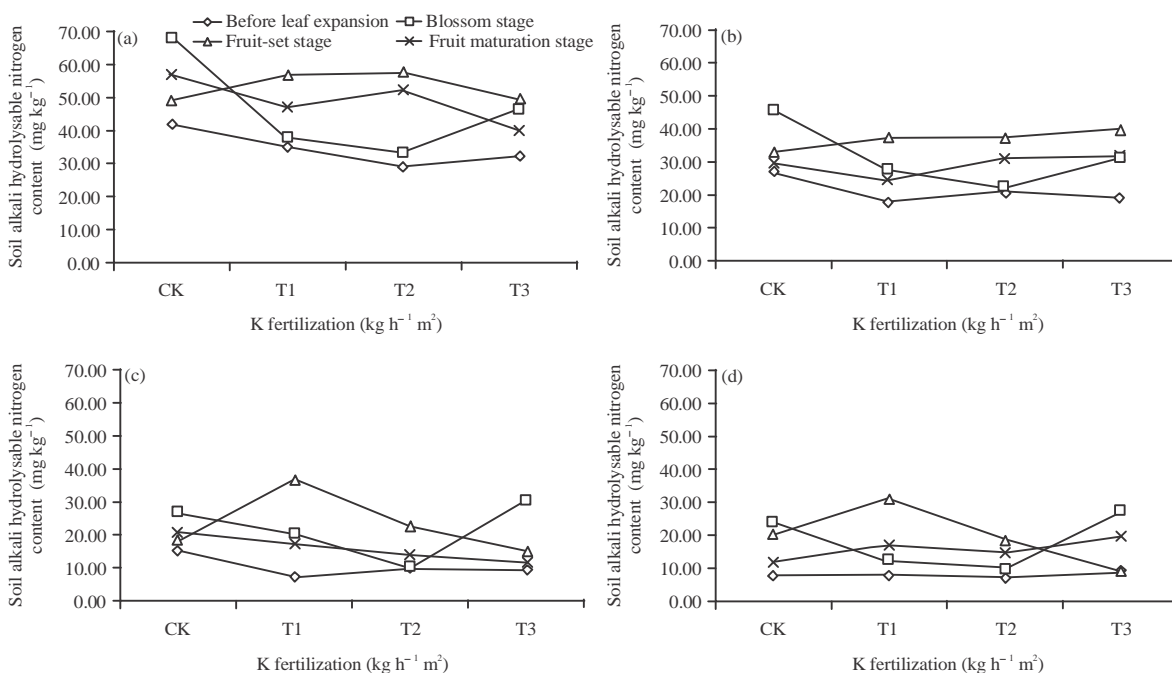 Before leaf expansion
Blossom stage
Fruit-set stage
Fruit maturation stage
(a)
70.00
60.00
50.00
40.00
30.00
20.00
10.00
0.00
Soil alkali hydrolysable nitrogen
content (mg kg⁻¹)
CK T1 T2 T3
K fertilization (kg h⁻¹ m²)
(b)
70.00
60.00
50.00
40.00
30.00
20.00
10.00
0.00
Soil alkali hydrolysable nitrogen
content (mg kg⁻¹)
CK T1 T2 T3
K fertilization (kg h⁻¹ m²)
(c)
70.00
60.00
50.00
40.00
30.00
20.00
10.00
0.00
Soil alkali hydrolysable nitrogen
content (mg kg⁻¹)
CK T1 T2 T3
K fertilization (kg h⁻¹ m²)
(d)
70.00
60.00
50.00
40.00
30.00
20.00
10.00
0.00
Soil alkali hydrolysable nitrogen
content (mg kg⁻¹)
CK T1 T2 T3
K fertilization (kg h⁻¹ m²)